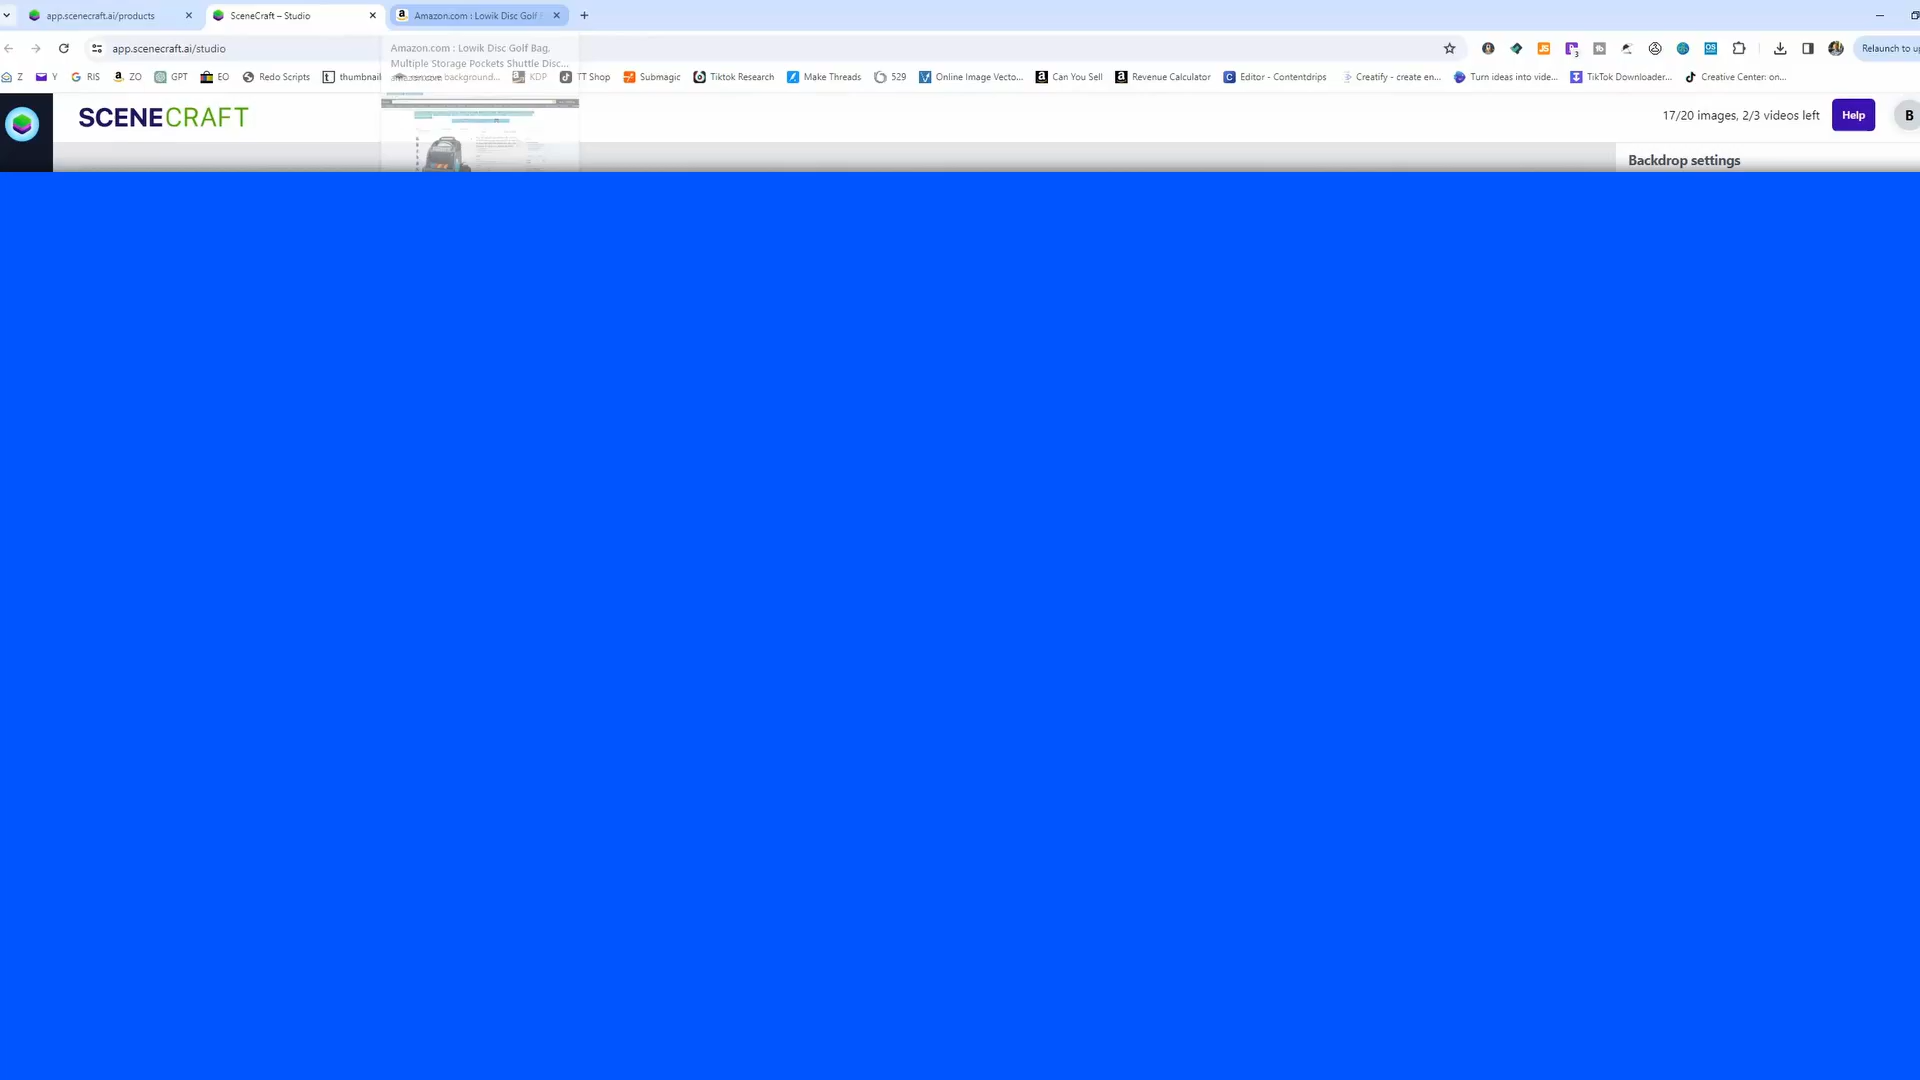 app.scenecraft.ai/products
SceneCraft – Studio
Amazon.com : Lowik Disc Golf
app.scenecraft.ai/studio
Amazon.com : Lowik Disc Golf Bag,
Multiple Storage Pockets Shuttle Disc...
Relaunch to u
Z
Y
RIS
ZO
GPT
EO
Redo Scripts
thumbnail
remove background...
KDP
TT Shop
Submagic
Tiktok Research
Make Threads
529
Online Image Vecto...
Can You Sell
Revenue Calculator
Editor - Contentdrips
Creatify - create en...
Turn ideas into vide...
TikTok Downloader...
Creative Center: on...
SCENECRAFT
17/20 images, 2/3 videos left
Help
B
Backdrop settings